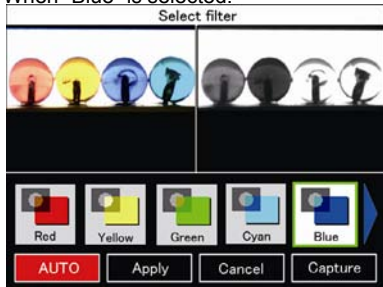 When "Blue" is selected.
Select filter
Red Yellow Green Cyan Blue
AUTO Apply Cancel Capture